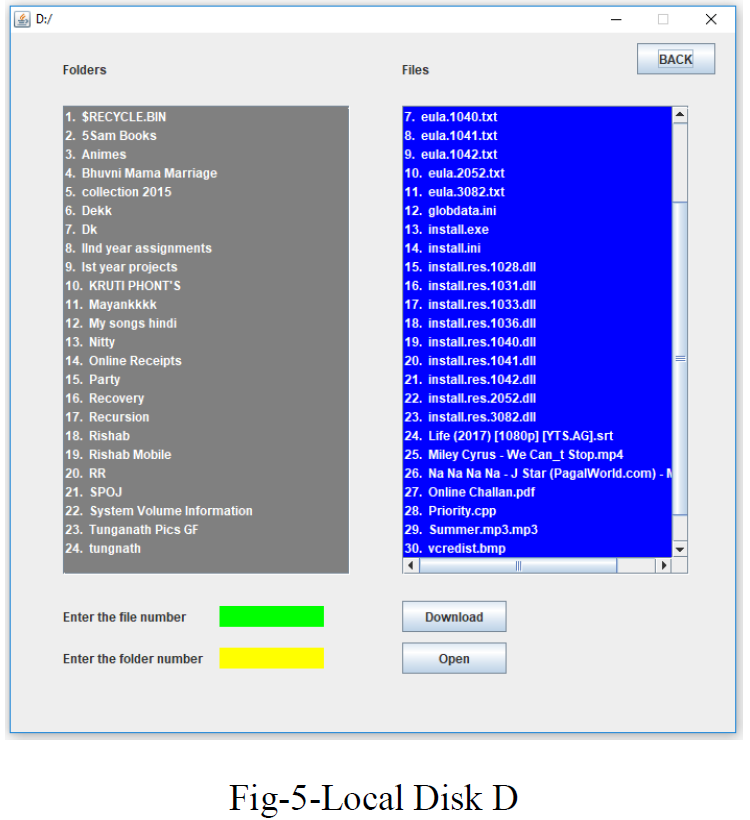 D:/
BACK
Folders
Files
1. $RECYCLE.BIN
2. 5Sam Books
3. Animes
4. Bhuvni Mama Marriage
5. collection 2015
6. Dekk
7. Dk
8. IInd year assignments
9. Ist year projects
10. KRUTI PHONT'S
11. Mayankkkk
12. My songs hindi
13. Nitty
14. Online Receipts
15. Party
16. Recovery
17. Recursion
18. Rishab
19. Rishab Mobile
20. RR
21. SPOJ
22. System Volume Information
23. Tunganath Pics GF
24. tungnath
7. eula.1040.txt
8. eula.1041.txt
9. eula.1042.txt
10. eula.2052.txt
11. eula.3082.txt
12. globdata.ini
13. install.exe
14. install.ini
15. install.res.1028.dll
16. install.res.1031.dll
17. install.res.1033.dll
18. install.res.1036.dll
19. install.res.1040.dll
20. install.res.1041.dll
21. install.res.1042.dll
22. install.res.2052.dll
23. install.res.3082.dll
24. Life (2017) [1080p] [YTS.AG].srt
25. Miley Cyrus - We Can_t Stop.mp4
26. Na Na Na Na - J Star (PagalWorld.com) -
27. Online Challan.pdf
28. Priority.cpp
29. Summer.mp3.mp3
30. vcredist.bmp
Enter the file number
Download
Enter the folder number
Open
Fig-5-Local Disk D